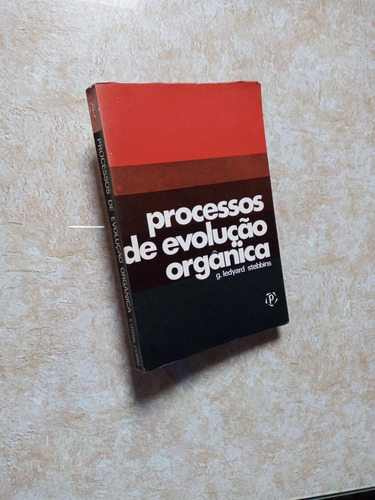 processos
de evolução
orgânica
g. ledyard stebbins
p
PROCESSOS DE EVOLUÇÃO ORGÂNICA